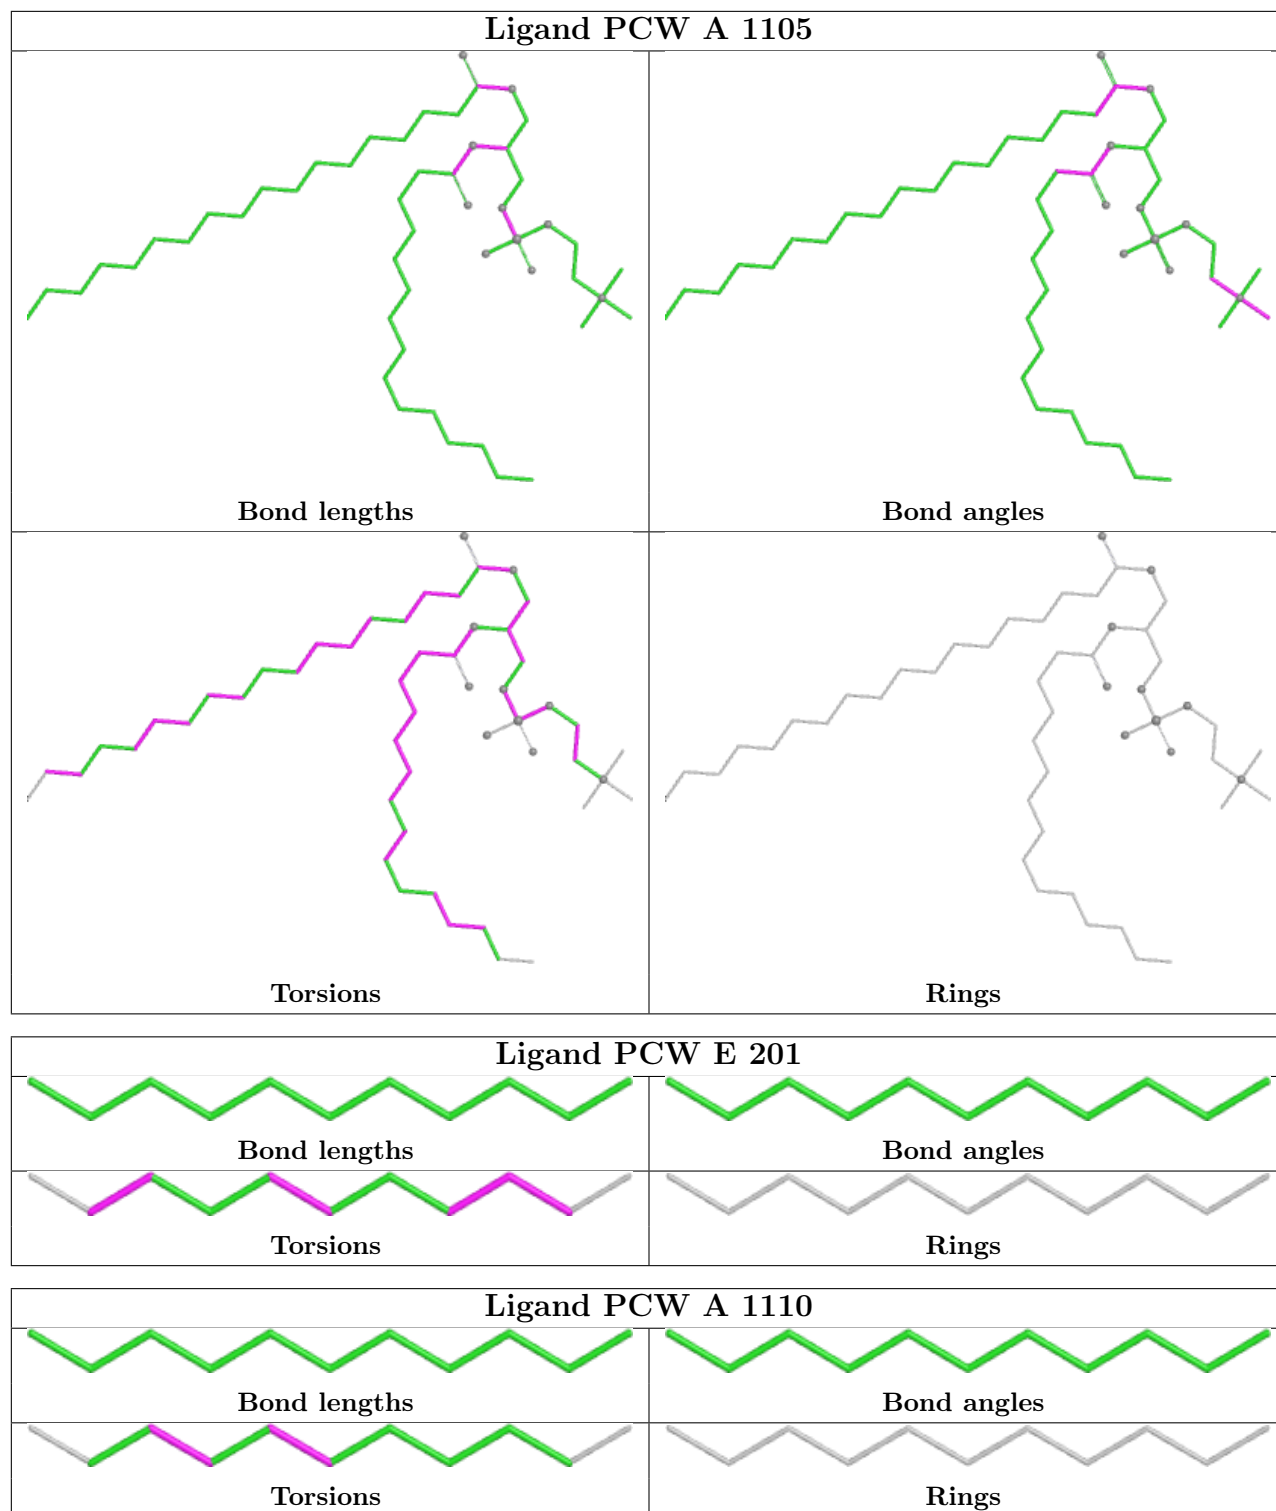 Ligand PCW A 1105
Bond lengths
Bond angles
Torsions
Rings
Ligand PCW E 201
Bond lengths
Bond angles
Torsions
Rings
Ligand PCW A 1110
Bond lengths
Bond angles
Torsions
Rings